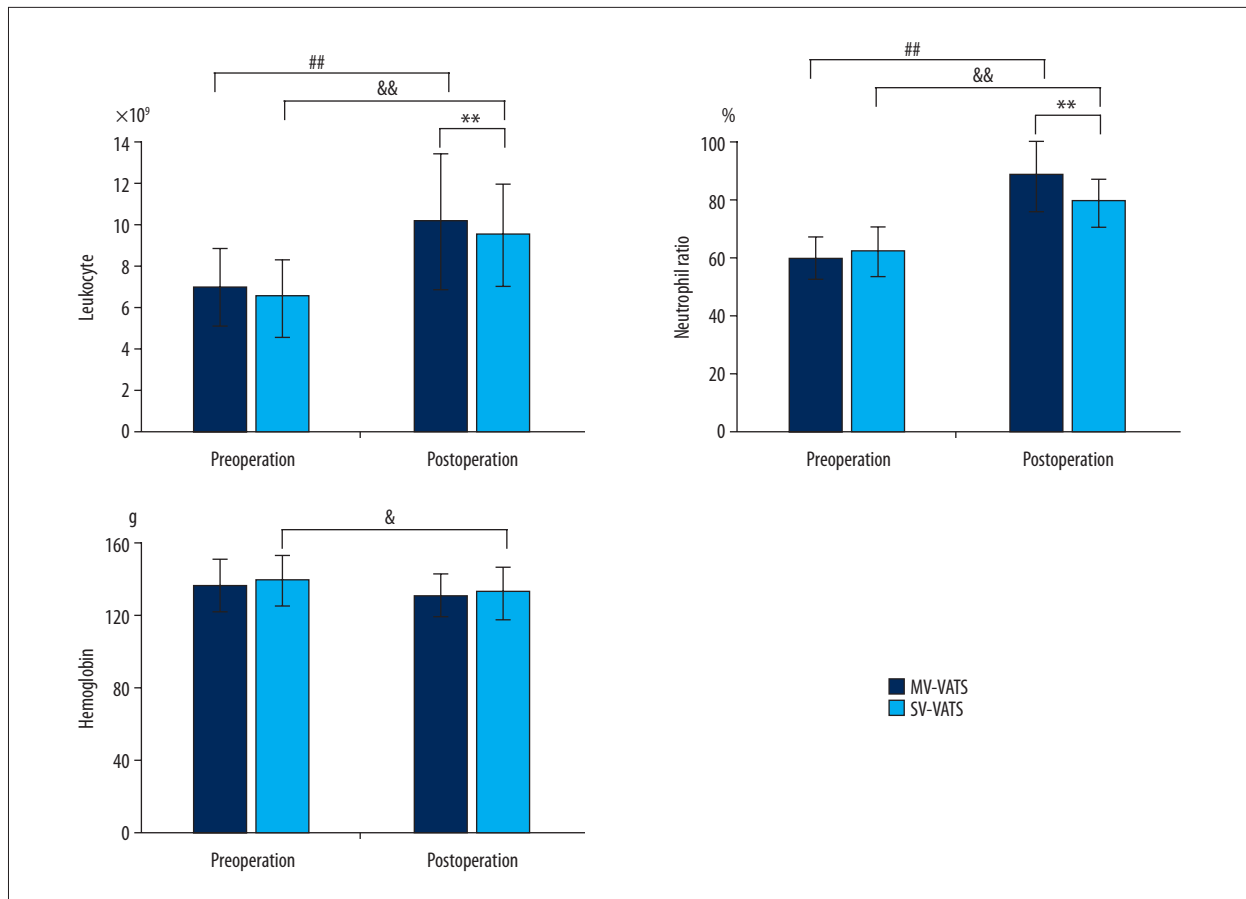 ##
&&
**
×10⁹
14
12
10
8
6
4
2
0
Leukocyte
Preoperation
Postoperation
##
&&
**
%
100
80
60
40
20
0
Neutrophil ratio
Preoperation
Postoperation
&
g
160
120
80
40
0
Hemoglobin
Preoperation
Postoperation
MV-VATS
SV-VATS